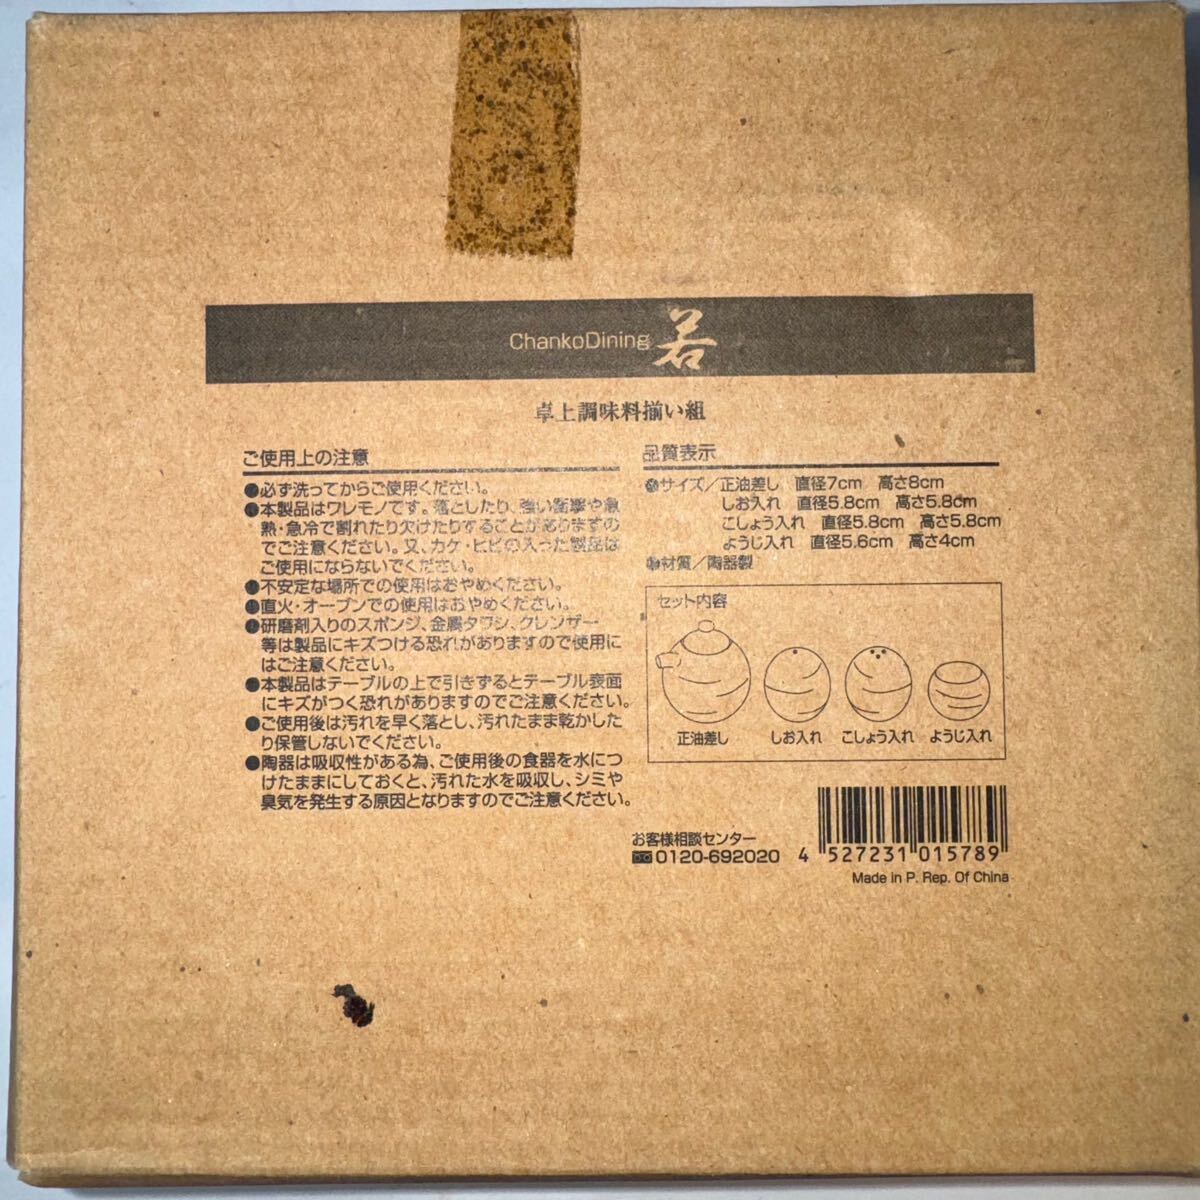 ChankoDining 若
卓上調味料揃い組
ご使用上の注意
●必ず洗ってからご使用ください。
●本製品はワレモノです。落としたり、強い衝撃や急
熱・急冷で割れたり欠けたりすることがありますの
でご注意ください。又、カケ・ヒビの入った製品は
ご使用にならないでください。
●不安定な場所での使用はおやめください。
●直火・オーブンでの使用はおやめください。
●研磨剤入りのスポンジ、金属タワシ、クレンザー
等は製品にキズつける恐れがありますので使用に
はご注意ください。
●本製品はテーブルの上で引きずるとテーブル表面
にキズがつく恐れがありますのでご注意ください。
●ご使用後は汚れを早く落とし、汚れたまま乾かした
り保管しないでください。
●陶器は吸収性がある為、ご使用後の食器を水につ
けたままにしておくと、汚れた水を吸収し、シミや
臭気を発生する原因となりますのでご注意ください。
品質表示
●サイズ／正油差し 直径7cm 高さ8cm
しお入れ 直径5.8cm 高さ5.8cm
こしょう入れ 直径5.8cm 高さ5.8cm
ようじ入れ 直径5.6cm 高さ4cm
●材質／陶器製
セット内容
正油差し しお入れ こしょう入れ ようじ入れ
お客様相談センター
0120-692020
4 527231 015789
Made in P. Rep. Of China